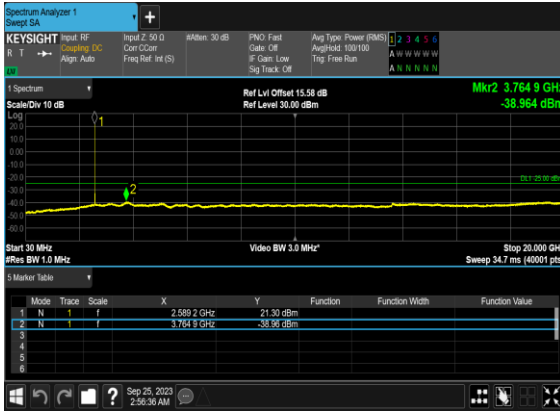 Spectrum Analyzer 1
Swept SA
+
KEYSIGHT Input: RF Input Z: 50 Ω #Atten: 30 dB PNO: Fast Avg Type: Power (RMS) 1 2 3 4 5 6
R T Coupling: DC Corr CCorr Gate: Off Avg|Hold: 100/100 A W W W W W
Align: Auto Freq Ref: Int (S) IF Gain: Low Trig: Free Run
Sig Track: Off A N N N N N
1 Spectrum Ref Lvl Offset 15.58 dB Mkr2 3.764 9 GHz
Scale/Div 10 dB Ref Level 30.00 dBm -38.964 dBm
Log
20.0
10.0
0.00
-10.0
-20.0
-30.0
-40.0
-50.0
-60.0
1
2
DL1 -25.00 dBm
Start 30 MHz Video BW 3.0 MHz* Stop 20.000 GHz
#Res BW 1.0 MHz Sweep 34.7 ms (40001 pts)
5 Marker Table
Mode Trace Scale X Y Function Function Width Function Value
1 N 1 f 2.589 2 GHz 21.30 dBm
2 N 1 f 3.764 9 GHz -38.96 dBm
3
4
5
6
? Sep 25, 2023
2:56:36 AM